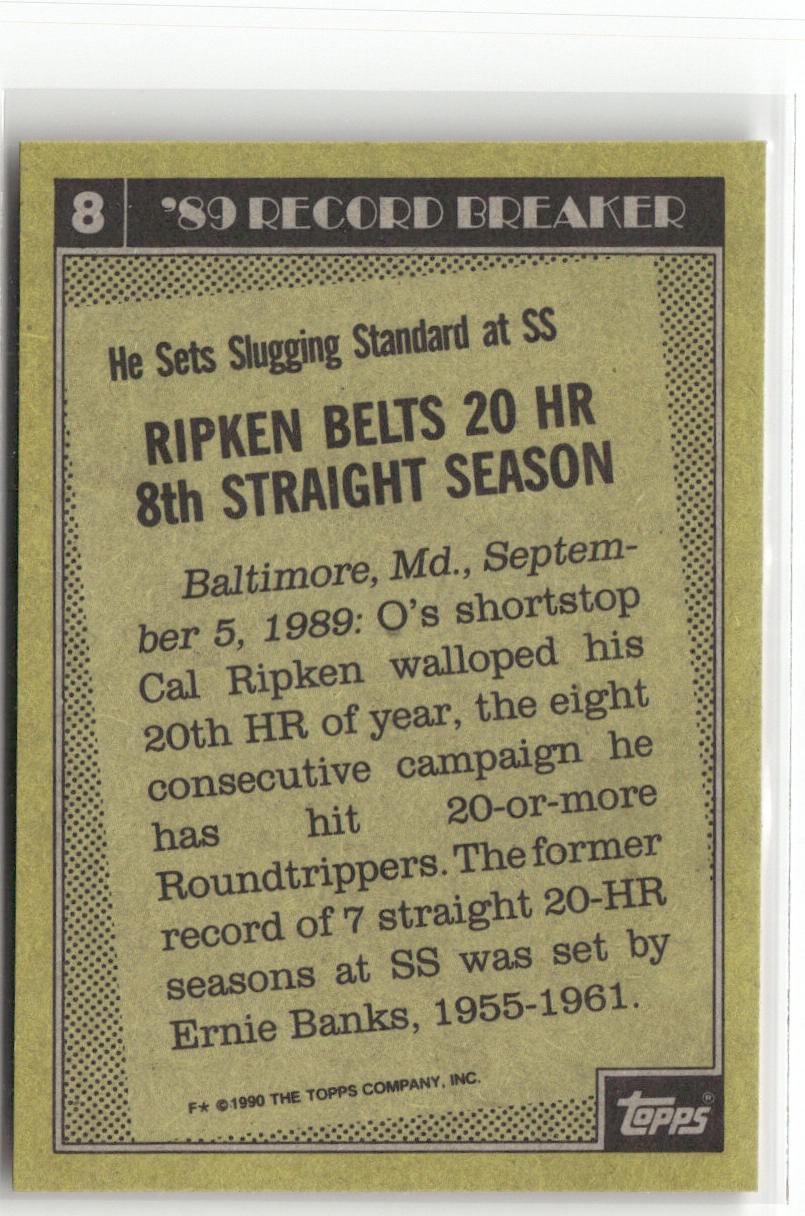 8 '89 RECORD BREAKER
He Sets Slugging Standard at SS
RIPKEN BELTS 20 HR
8th STRAIGHT SEASON
Baltimore, Md., Septem-
ber 5, 1989: O's shortstop
Cal Ripken walloped his
20th HR of year, the eight
consecutive campaign he
has hit 20-or-more
Roundtrippers. The former
record of 7 straight 20-HR
seasons at SS was set by
Ernie Banks, 1955-1961.
F★ ©1990 THE TOPPS COMPANY, INC.
topps®